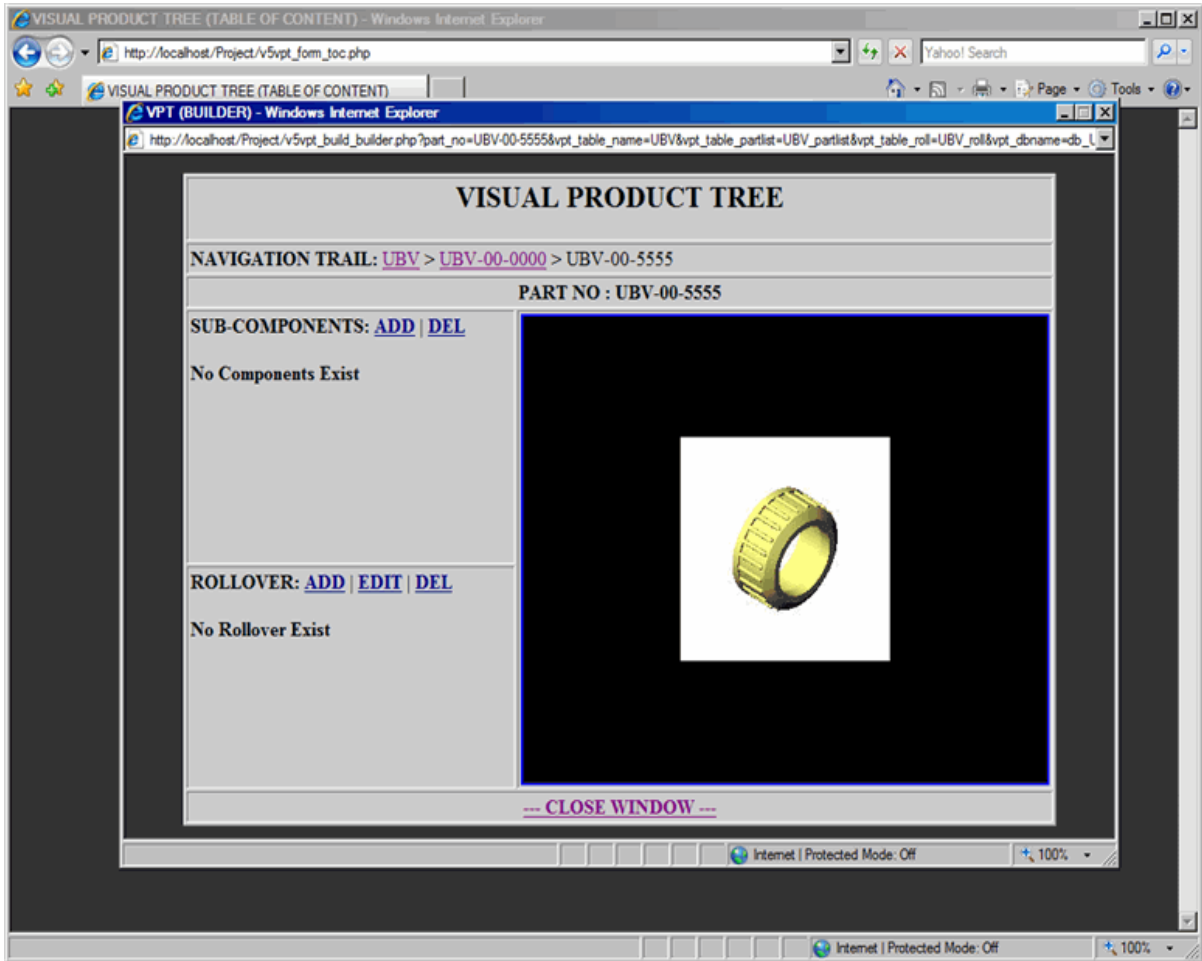 VISUAL PRODUCT TREE (TABLE OF CONTENT) - Windows Internet Explorer
http://localhost/Project/v5vpt_form_toc.php
Yahoo! Search
VISUAL PRODUCT TREE (TABLE OF CONTENT)
Page
Tools
VPT (BUILDER) - Windows Internet Explorer
http://localhost/Project/v5vpt_build_builder.php?part_no=UBV-00-5555&vpt_table_name=UBV&vpt_table_partlist=UBV_partlist&vpt_table_roll=UBV_roll&vpt_dbname=db_U
VISUAL PRODUCT TREE
NAVIGATION TRAIL: UBV > UBV-00-0000 > UBV-00-5555
PART NO : UBV-00-5555
SUB-COMPONENTS: ADD | DEL
No Components Exist
ROLLOVER: ADD | EDIT | DEL
No Rollover Exist
--- CLOSE WINDOW ---
Internet | Protected Mode: Off
100%
Internet | Protected Mode: Off
100%